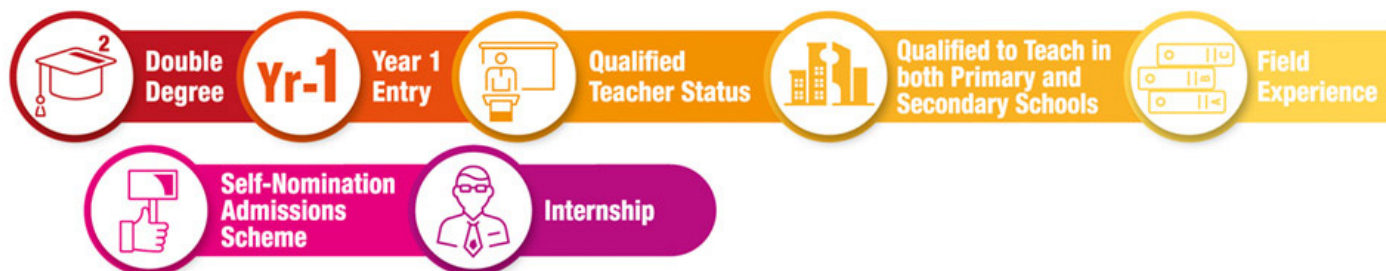 2
Double
Degree
Yr-1
Year 1
Entry
Qualified
Teacher Status
Qualified to Teach in
both Primary and
Secondary Schools
Field
Experience
Self-Nomination
Admissions
Scheme
Internship